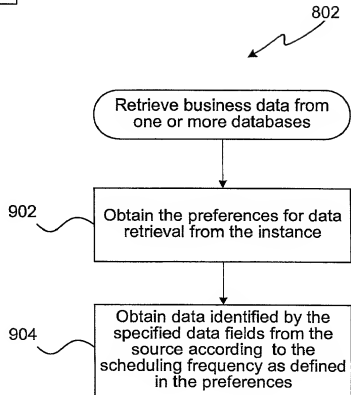 802
Retrieve business data from
one or more databases
902
Obtain the preferences for data
retrieval from the instance
904
Obtain data identified by the
specified data fields from the
source according to the
scheduling frequency as defined
in the preferences